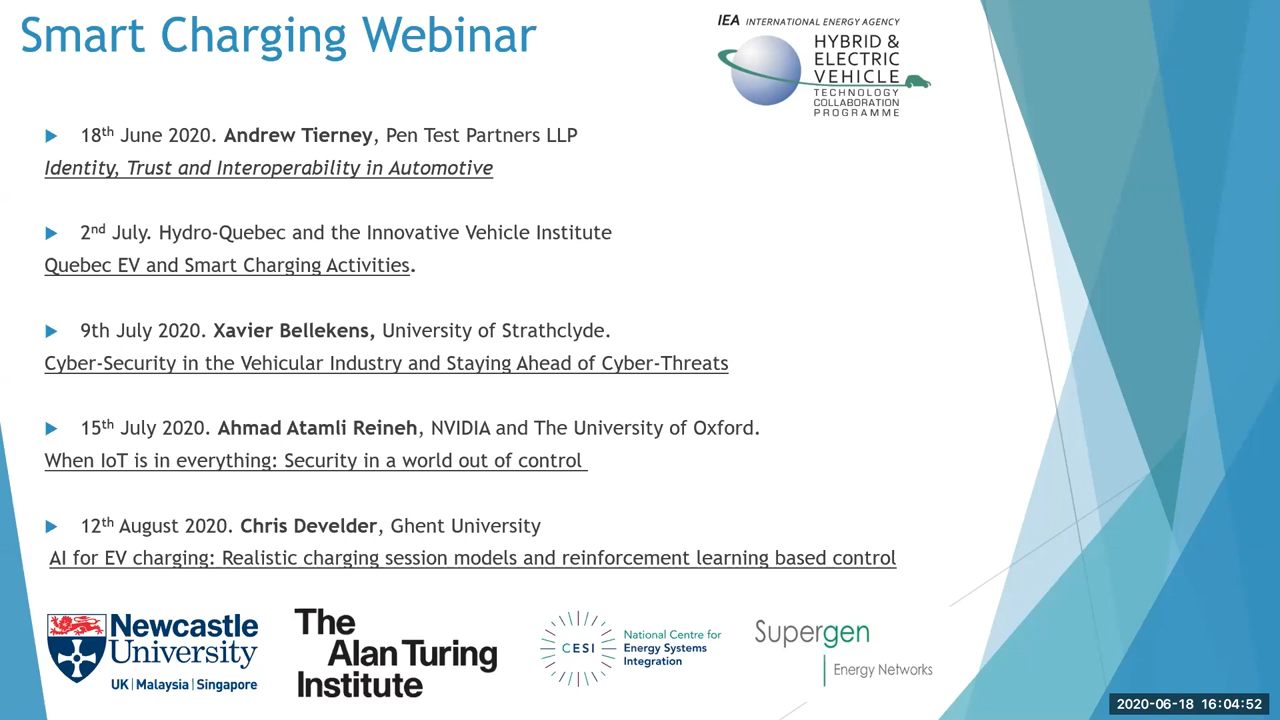 Smart Charging Webinar
IEA INTERNATIONAL ENERGY AGENCY
HYBRID &
ELECTRIC
VEHICLE
TECHNOLOGY
COLLABORATION
PROGRAMME
18th June 2020. Andrew Tierney, Pen Test Partners LLP
Identity, Trust and Interoperability in Automotive
2nd July. Hydro-Quebec and the Innovative Vehicle Institute
Quebec EV and Smart Charging Activities.
9th July 2020. Xavier Bellekens, University of Strathclyde.
Cyber-Security in the Vehicular Industry and Staying Ahead of Cyber-Threats
15th July 2020. Ahmad Atamli Reineh, NVIDIA and The University of Oxford.
When IoT is in everything: Security in a world out of control
12th August 2020. Chris Develder, Ghent University
AI for EV charging: Realistic charging session models and reinforcement learning based control
Newcastle
University
UK | Malaysia | Singapore
The
Alan Turing
Institute
CESI
National Centre for
Energy Systems
Integration
Supergen
Energy Networks
2020-06-18 16:04:52